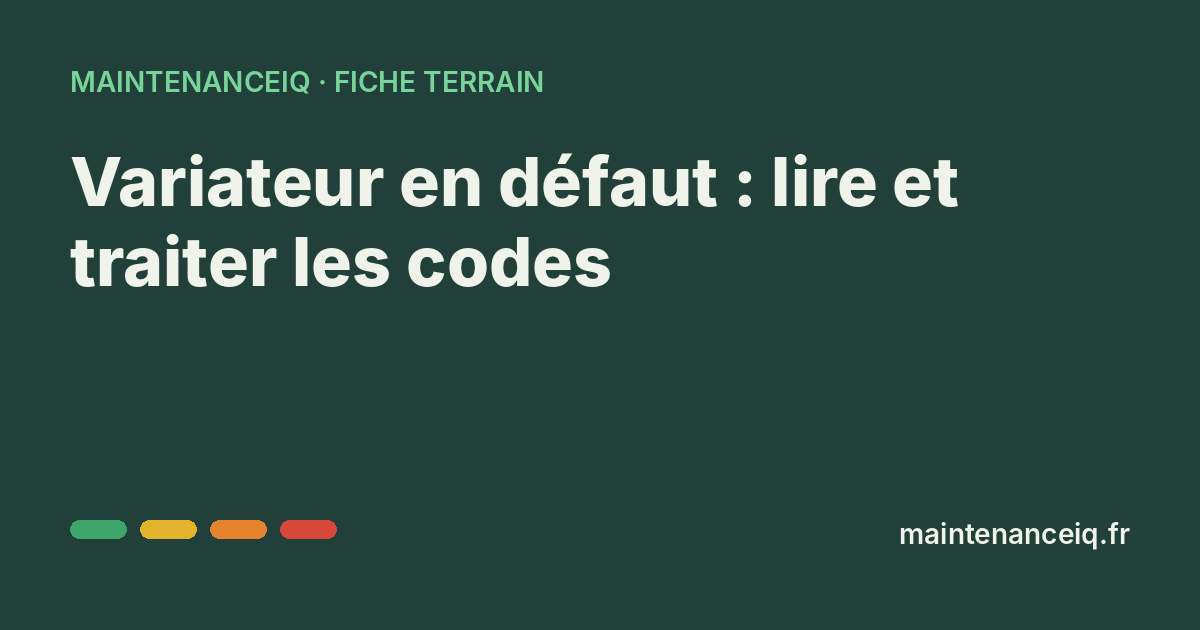 MAINTENANCEIQ · FICHE TERRAIN
Variateur en défaut : lire et
traiter les codes
maintenanceiq.fr